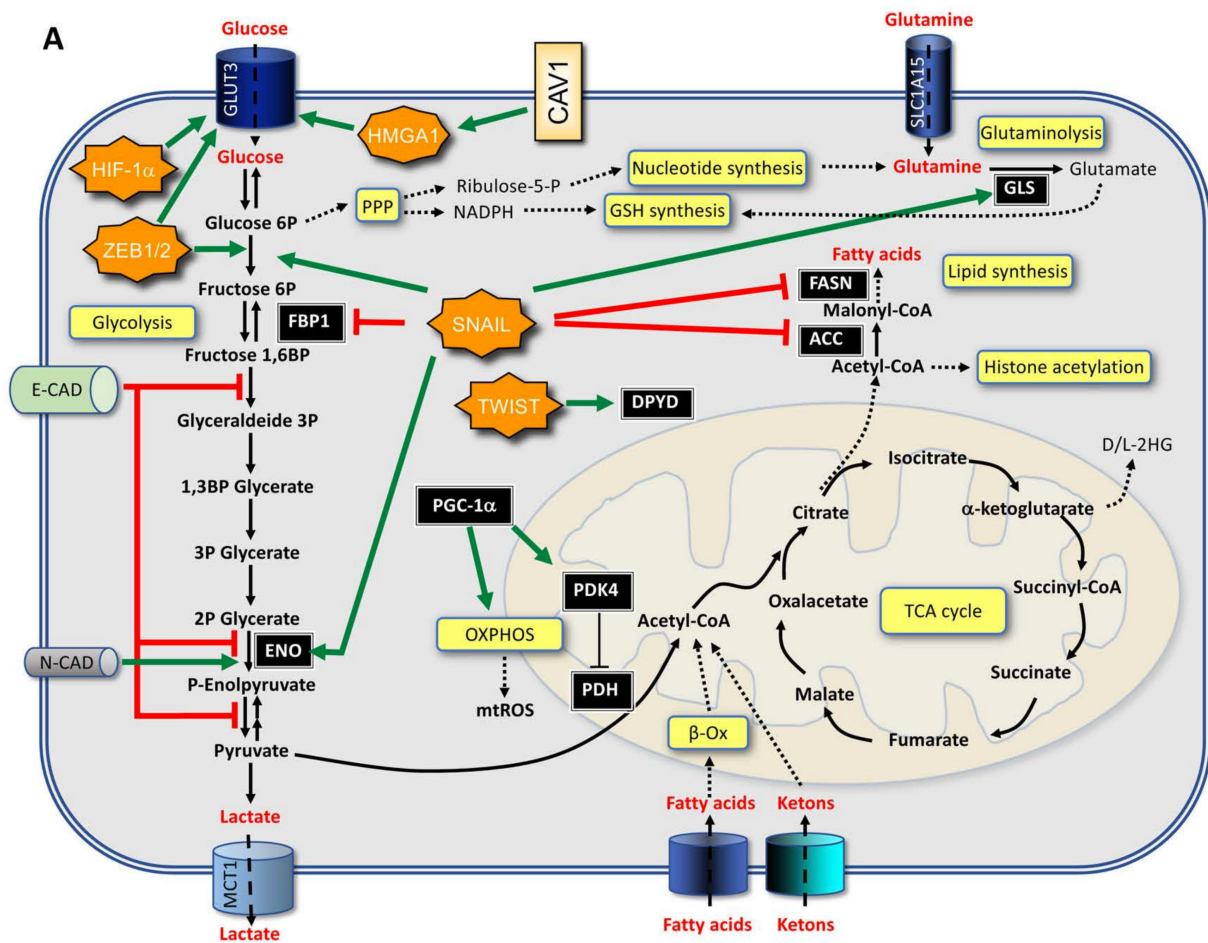 A
Glucose
GLUT3
CAV1
Glutamine
SLC1A15
HMGA1
HIF-1α
Glucose
Glutaminolysis
Nucleotide synthesis
Glutamine
Glutamate
GLS
Ribulose-5-P
PPP
NADPH
GSH synthesis
Glucose 6P
ZEB1/2
Fatty acids
Lipid synthesis
FASN
Malonyl-CoA
Fructose 6P
Glycolysis
FBP1
SNAIL
ACC
Fructose 1,6BP
Acetyl-CoA
Histone acetylation
E-CAD
TWIST
DPYD
Glyceraldeide 3P
D/L-2HG
Isocitrate
1,3BP Glycerate
PGC-1α
Citrate
α-ketoglutarate
3P Glycerate
PDK4
Succinyl-CoA
Oxalacetate
TCA cycle
2P Glycerate
Acetyl-CoA
OXPHOS
ENO
N-CAD
P-Enolpyruvate
PDH
Succinate
Malate
mtROS
β-Ox
Fumarate
Pyruvate
Fatty acids
Ketons
Lactate
MCT1
Lactate
Fatty acids
Ketons